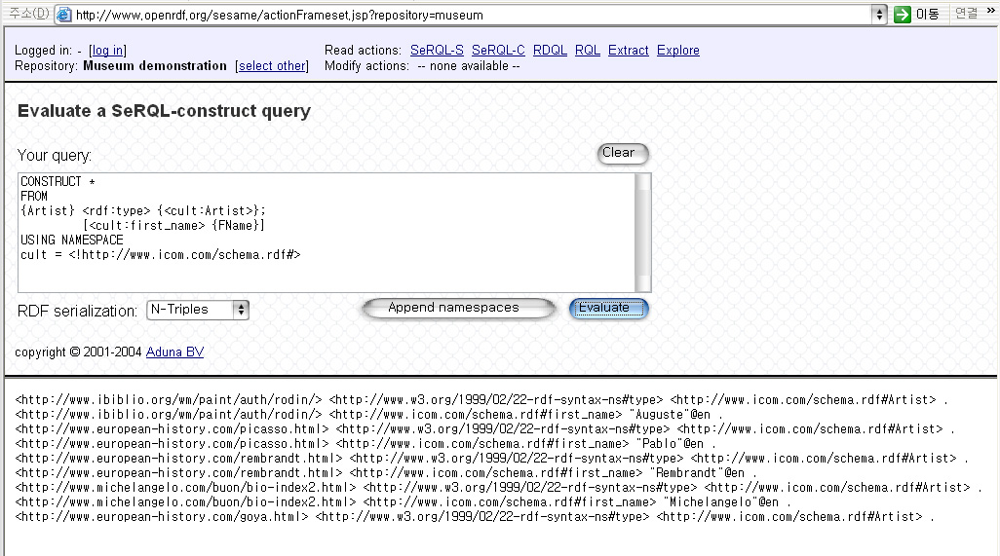 주소(D) http://www.openrdf.org/sesame/actionFrameset.jsp?repository=museum 이동 연결 »
Logged in: - [log in] Read actions: SeRQL-S SeRQL-C RDQL RQL Extract Explore
Repository: Museum demonstration [select other] Modify actions: -- none available --
Evaluate a SeRQL-construct query
Your query: Clear
CONSTRUCT *
FROM
{Artist} <rdf:type> {<cult:Artist>};
[<cult:first_name> {FName}]
USING NAMESPACE
cult = <!http://www.icom.com/schema.rdf#>
RDF serialization: N-Triples Append namespaces Evaluate
copyright © 2001-2004 Aduna BV
<http://www.ibiblio.org/wm/paint/auth/rodin/> <http://www.w3.org/1999/02/22-rdf-syntax-ns#type> <http://www.icom.com/schema.rdf#Artist> .
<http://www.ibiblio.org/wm/paint/auth/rodin/> <http://www.icom.com/schema.rdf#first_name> "Auguste"@en .
<http://www.european-history.com/picasso.html> <http://www.w3.org/1999/02/22-rdf-syntax-ns#type> <http://www.icom.com/schema.rdf#Artist> .
<http://www.european-history.com/picasso.html> <http://www.icom.com/schema.rdf#first_name> "Pablo"@en .
<http://www.european-history.com/rembrandt.html> <http://www.w3.org/1999/02/22-rdf-syntax-ns#type> <http://www.icom.com/schema.rdf#Artist> .
<http://www.european-history.com/rembrandt.html> <http://www.icom.com/schema.rdf#first_name> "Rembrandt"@en .
<http://www.michelangelo.com/buon/bio-index2.html> <http://www.w3.org/1999/02/22-rdf-syntax-ns#type> <http://www.icom.com/schema.rdf#Artist> .
<http://www.michelangelo.com/buon/bio-index2.html> <http://www.icom.com/schema.rdf#first_name> "Michelangelo"@en .
<http://www.european-history.com/goya.html> <http://www.w3.org/1999/02/22-rdf-syntax-ns#type> <http://www.icom.com/schema.rdf#Artist> .